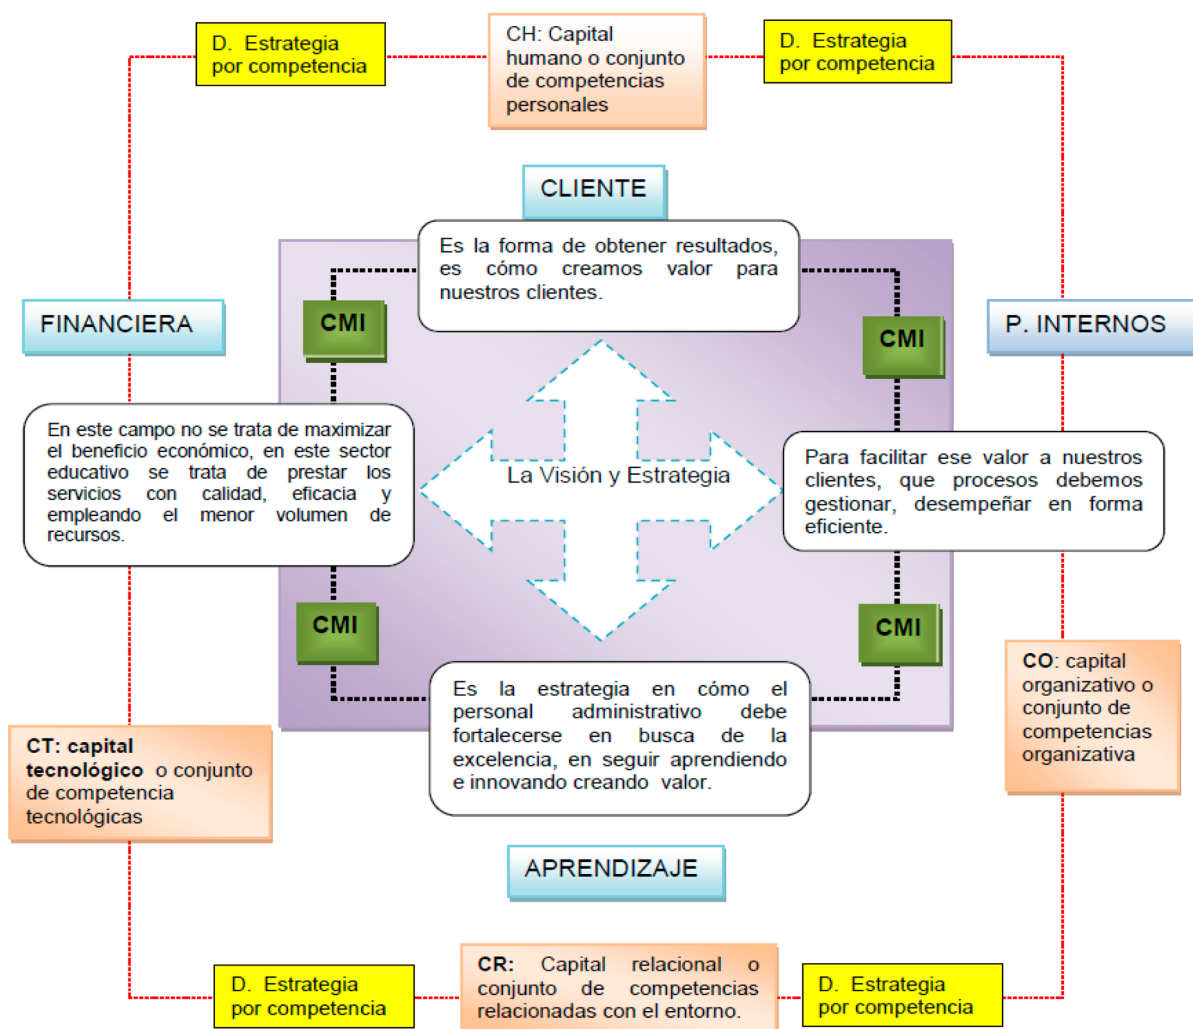 D. Estrategia
por competencia
CH: Capital
humano o conjunto
de competencias
personales
D. Estrategia
por competencia
CLIENTE
Es la forma de obtener resultados,
es cómo creamos valor para
nuestros clientes.
FINANCIERA
CMI
CMI
P. INTERNOS
En este campo no se trata de maximizar
el beneficio económico, en este sector
educativo se trata de prestar los
servicios con calidad, eficacia y
empleando el menor volumen de
recursos.
La Visión y Estrategia
Para facilitar ese valor a nuestros
clientes, que procesos debemos
gestionar, desempeñar en forma
eficiente.
CMI
CMI
Es la estrategia en cómo el
personal administrativo debe
fortalecerse en busca de la
excelencia, en seguir aprendiendo
e innovando creando valor.
CO: capital
organizativo o
conjunto de
competencias
organizativa
CT: capital
tecnológico o conjunto
de competencia
tecnológicas
APRENDIZAJE
D. Estrategia
por competencia
CR: Capital relacional o
conjunto de competencias
relacionadas con el entorno.
D. Estrategia
por competencia